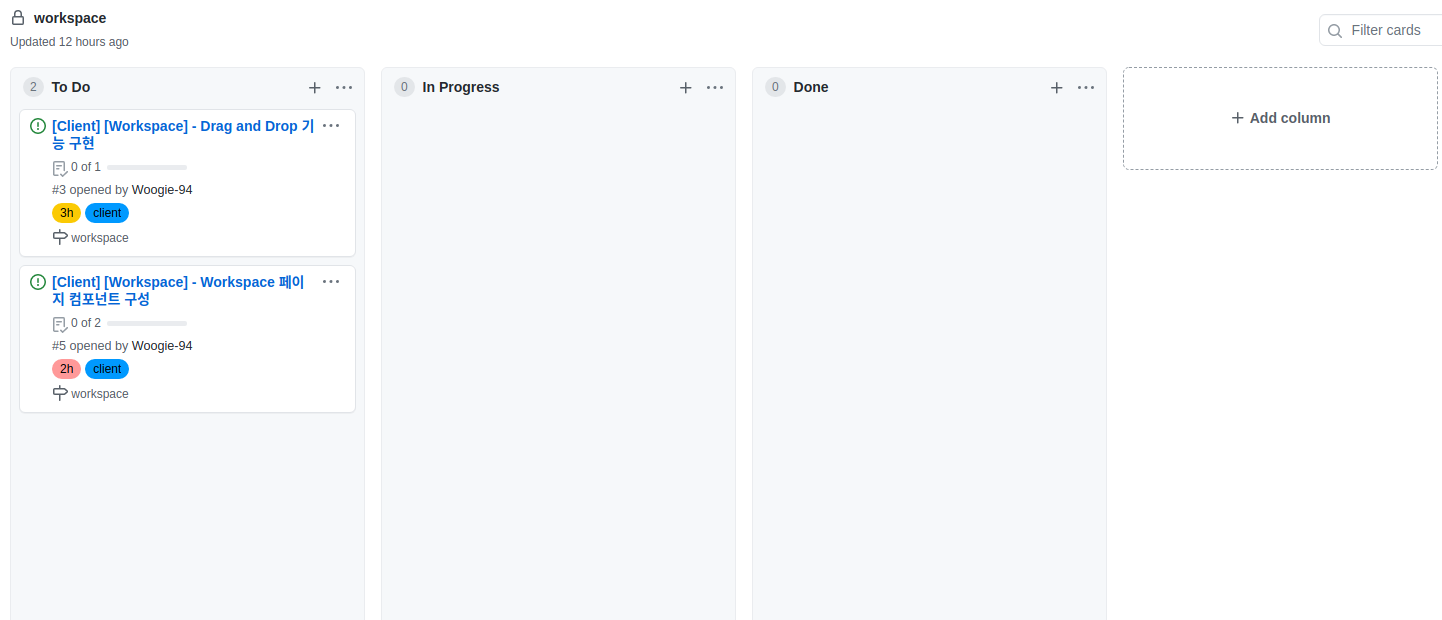 workspace
Updated 12 hours ago
Filter cards
2 To Do
[Client] [Workspace] - Drag and Drop 기
능 구현
0 of 1
#3 opened by Woogie-94
3h client
workspace
[Client] [Workspace] - Workspace 페이
지 컴포넌트 구성
0 of 2
#5 opened by Woogie-94
2h client
workspace
0 In Progress
0 Done
Add column